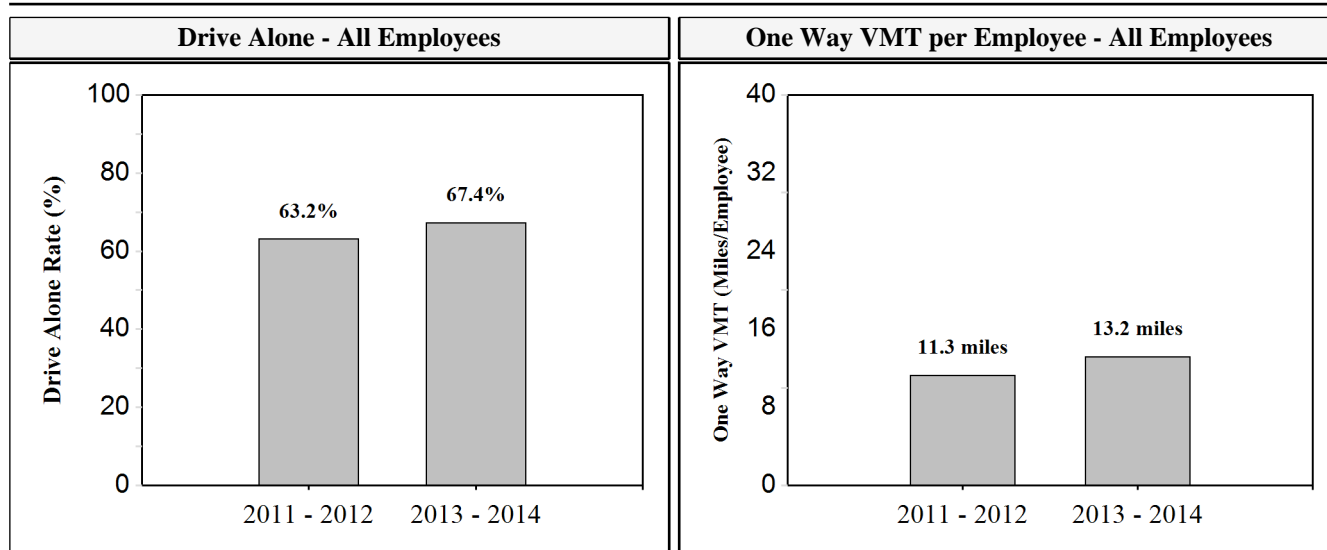 Drive Alone - All Employees
Drive Alone Rate (%)
100
80
60
40
20
0
63.2%
67.4%
2011 - 2012
2013 - 2014
One Way VMT per Employee - All Employees
One Way VMT (Miles/Employee)
40
32
24
16
8
0
11.3 miles
13.2 miles
2011 - 2012
2013 - 2014